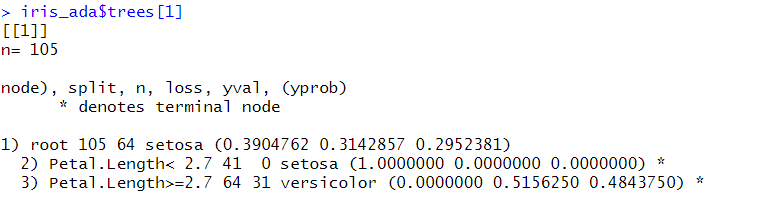 > iris_ada$trees[1]
[[1]]
n= 105
node), split, n, loss, yval, (yprob)
* denotes terminal node
1) root 105 64 setosa (0.3904762 0.3142857 0.2952381)
2) Petal.Length< 2.7 41 0 setosa (1.0000000 0.0000000 0.0000000) *
3) Petal.Length>=2.7 64 31 versicolor (0.0000000 0.5156250 0.4843750) *